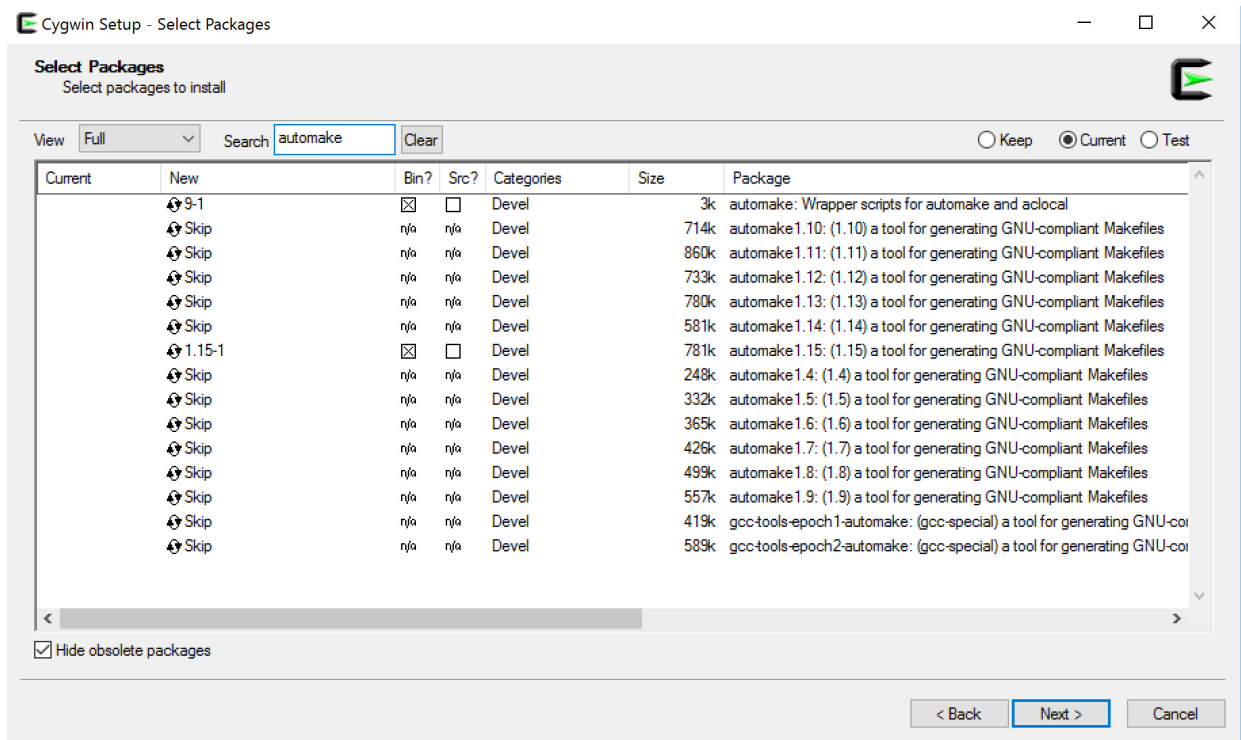 Cygwin Setup - Select Packages
Select Packages
Select packages to install
View Full Search automake Clear Keep Current Test
Current New Bin? Src? Categories Size Package
9-1 Devel 3k automake: Wrapper scripts for automake and aclocal
Skip n/a n/a Devel 714k automake1.10: (1.10) a tool for generating GNU-compliant Makefiles
Skip n/a n/a Devel 860k automake1.11: (1.11) a tool for generating GNU-compliant Makefiles
Skip n/a n/a Devel 733k automake1.12: (1.12) a tool for generating GNU-compliant Makefiles
Skip n/a n/a Devel 780k automake1.13: (1.13) a tool for generating GNU-compliant Makefiles
Skip n/a n/a Devel 581k automake1.14: (1.14) a tool for generating GNU-compliant Makefiles
1.15-1 Devel 781k automake1.15: (1.15) a tool for generating GNU-compliant Makefiles
Skip n/a n/a Devel 248k automake1.4: (1.4) a tool for generating GNU-compliant Makefiles
Skip n/a n/a Devel 332k automake1.5: (1.5) a tool for generating GNU-compliant Makefiles
Skip n/a n/a Devel 365k automake1.6: (1.6) a tool for generating GNU-compliant Makefiles
Skip n/a n/a Devel 426k automake1.7: (1.7) a tool for generating GNU-compliant Makefiles
Skip n/a n/a Devel 499k automake1.8: (1.8) a tool for generating GNU-compliant Makefiles
Skip n/a n/a Devel 557k automake1.9: (1.9) a tool for generating GNU-compliant Makefiles
Skip n/a n/a Devel 419k gcc-tools-epoch1-automake: (gcc-special) a tool for generating GNU-cor
Skip n/a n/a Devel 589k gcc-tools-epoch2-automake: (gcc-special) a tool for generating GNU-cor
Hide obsolete packages
< Back Next > Cancel